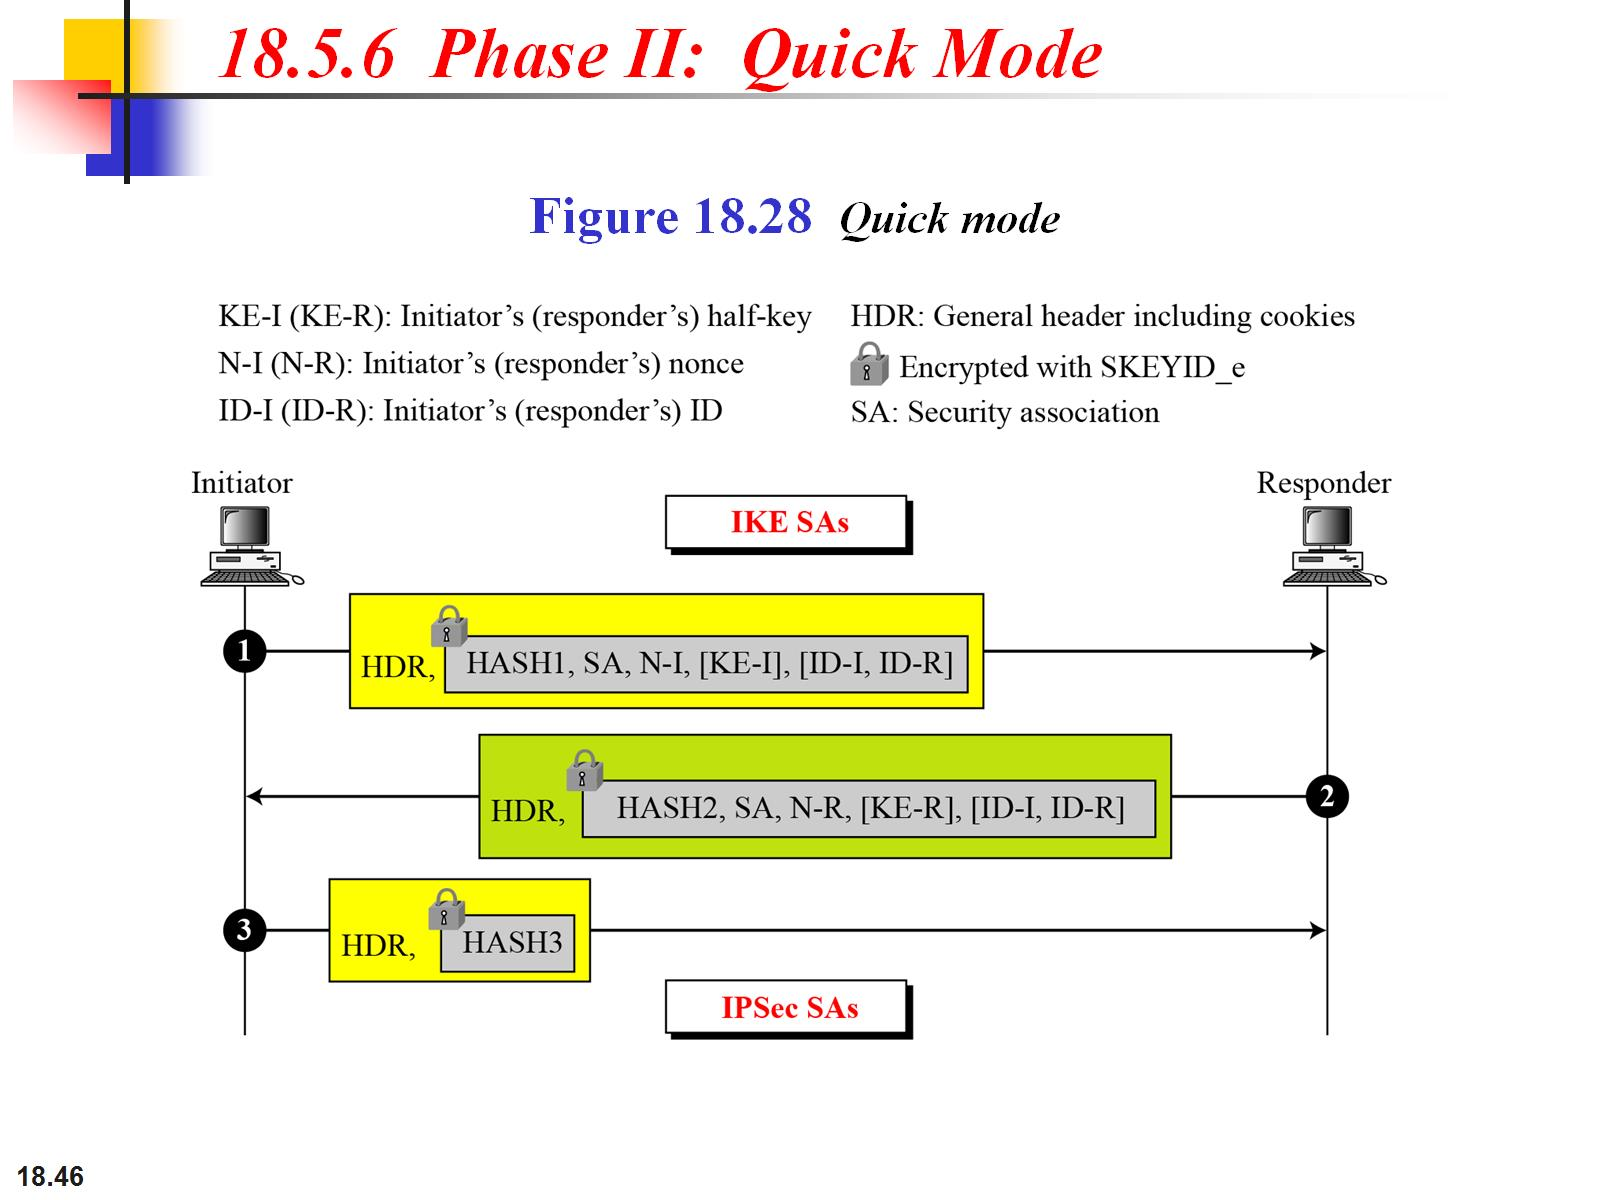 18.5.6 Phase II: Quick Mode
Figure 18.28 Quick mode
KE-I (KE-R): Initiator’s (responder’s) half-key
N-I (N-R): Initiator’s (responder’s) nonce
ID-I (ID-R): Initiator’s (responder’s) ID
HDR: General header including cookies
Encrypted with SKEYID_e
SA: Security association
Initiator
Responder
IKE SAs
1
HDR, HASH1, SA, N-I, [KE-I], [ID-I, ID-R]
HDR, HASH2, SA, N-R, [KE-R], [ID-I, ID-R]
2
3
HDR, HASH3
IPSec SAs
18.46